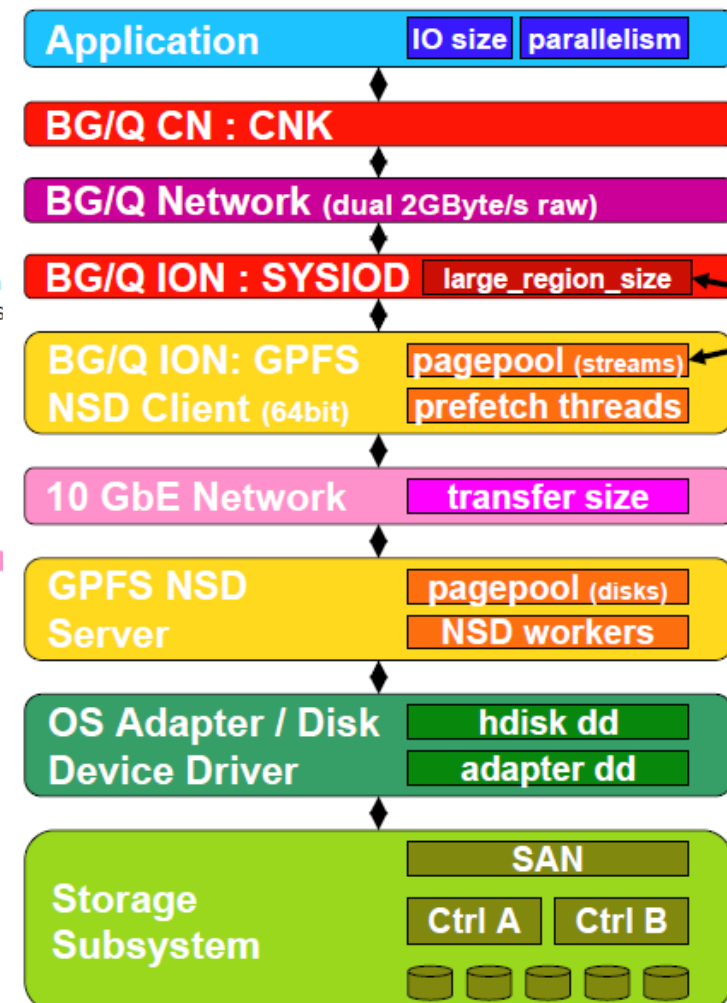 Application IO size parallelism
BG/Q CN : CNK
BG/Q Network (dual 2GByte/s raw)
BG/Q ION : SYSIOD large_region_size
s
BG/Q ION: GPFS pagepool (streams)
NSD Client (64bit) prefetch threads
10 GbE Network transfer size
GPFS NSD pagepool (disks)
Server NSD workers
OS Adapter / Disk hdisk dd
Device Driver adapter dd
SAN
Storage Ctrl A Ctrl B
Subsystem